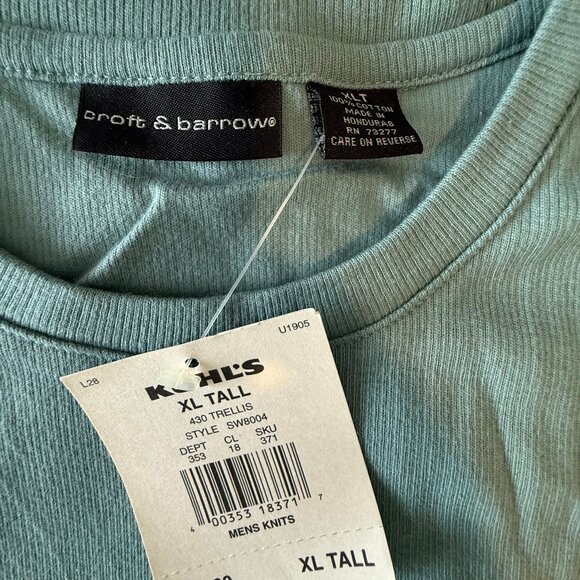 croft & barrow®
XLT
100% COTTON
MADE IN
HONDURAS
RN 73277
CARE ON REVERSE
L28
U1905
KOHL'S
XL TALL
430 TRELLIS
STYLE SW8004
DEPT CL SKU
353 18 371
4 00353 18371 7
MENS KNITS
XL TALL